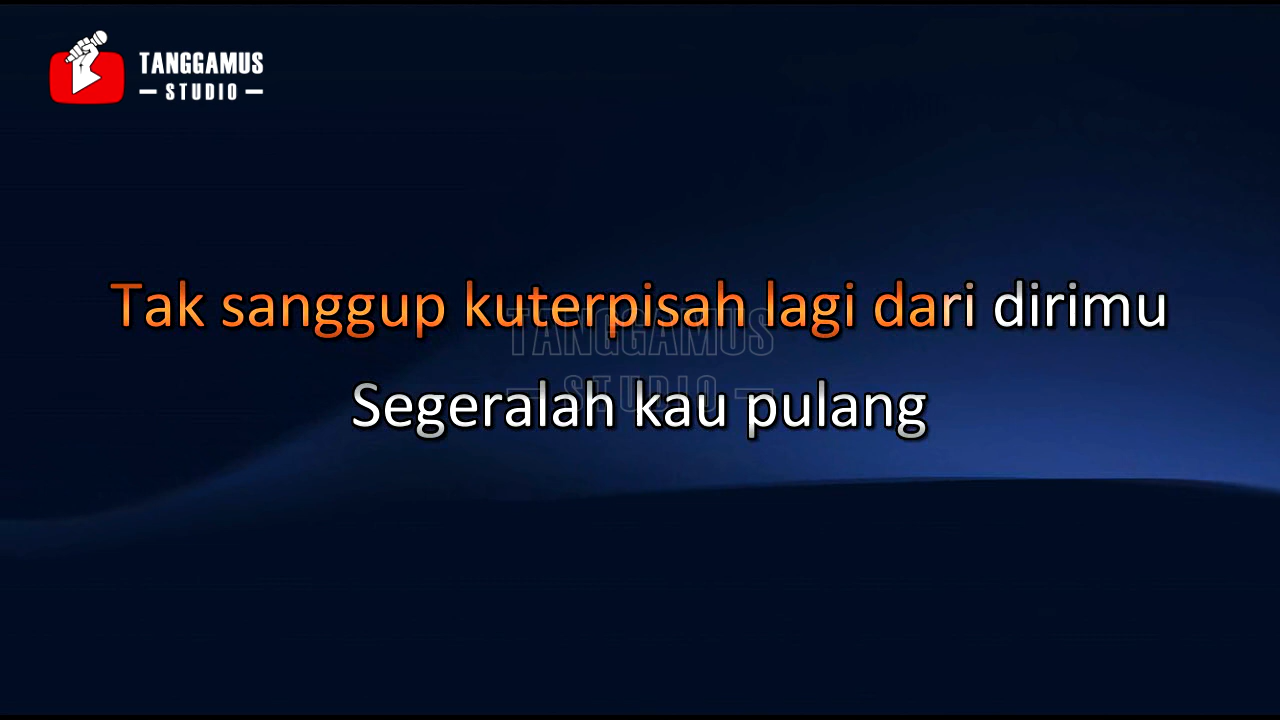 TANGGAMUS
STUDIO
Tak sanggup kuterpisah lagi dari dirimu
TANGGAMUS
STUDIO
Segeralah kau pulang